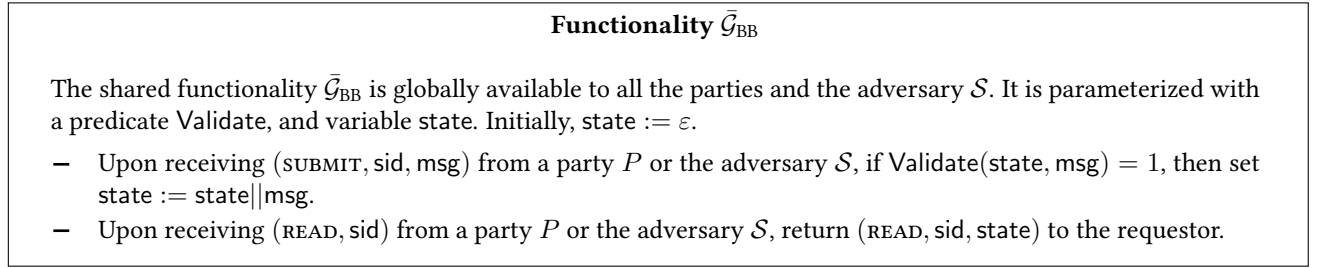 Functionality 𝒢̄_BB
The shared functionality 𝒢̄_BB is globally available to all the parties and the adversary 𝒮. It is parameterized with
a predicate Validate, and variable state. Initially, state := ε.
– Upon receiving (SUBMIT, sid, msg) from a party P or the adversary 𝒮, if Validate(state, msg) = 1, then set
state := state||msg.
– Upon receiving (READ, sid) from a party P or the adversary 𝒮, return (READ, sid, state) to the requestor.